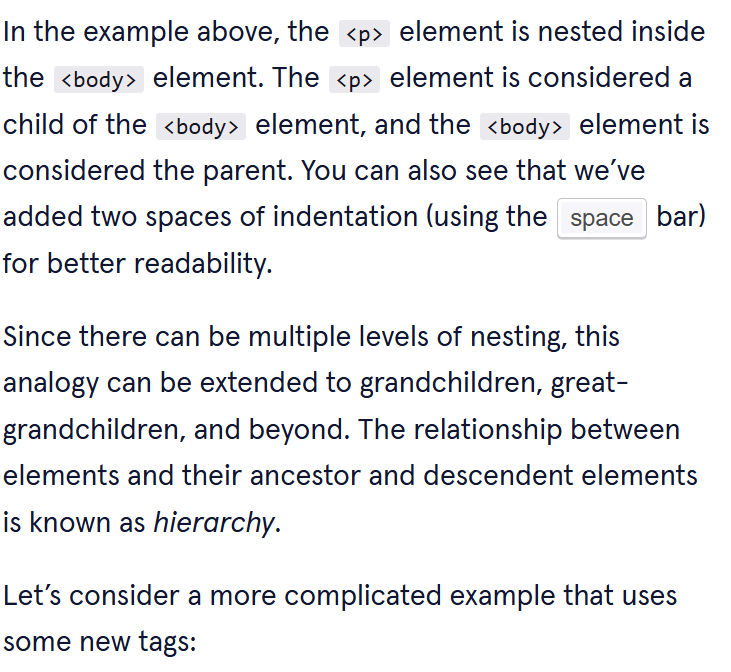 In the example above, the <p> element is nested inside
the <body> element. The <p> element is considered a
child of the <body> element, and the <body> element is
considered the parent. You can also see that we’ve
added two spaces of indentation (using the space bar)
for better readability.
Since there can be multiple levels of nesting, this
analogy can be extended to grandchildren, great-
grandchildren, and beyond. The relationship between
elements and their ancestor and descendent elements
is known as hierarchy.
Let’s consider a more complicated example that uses
some new tags: